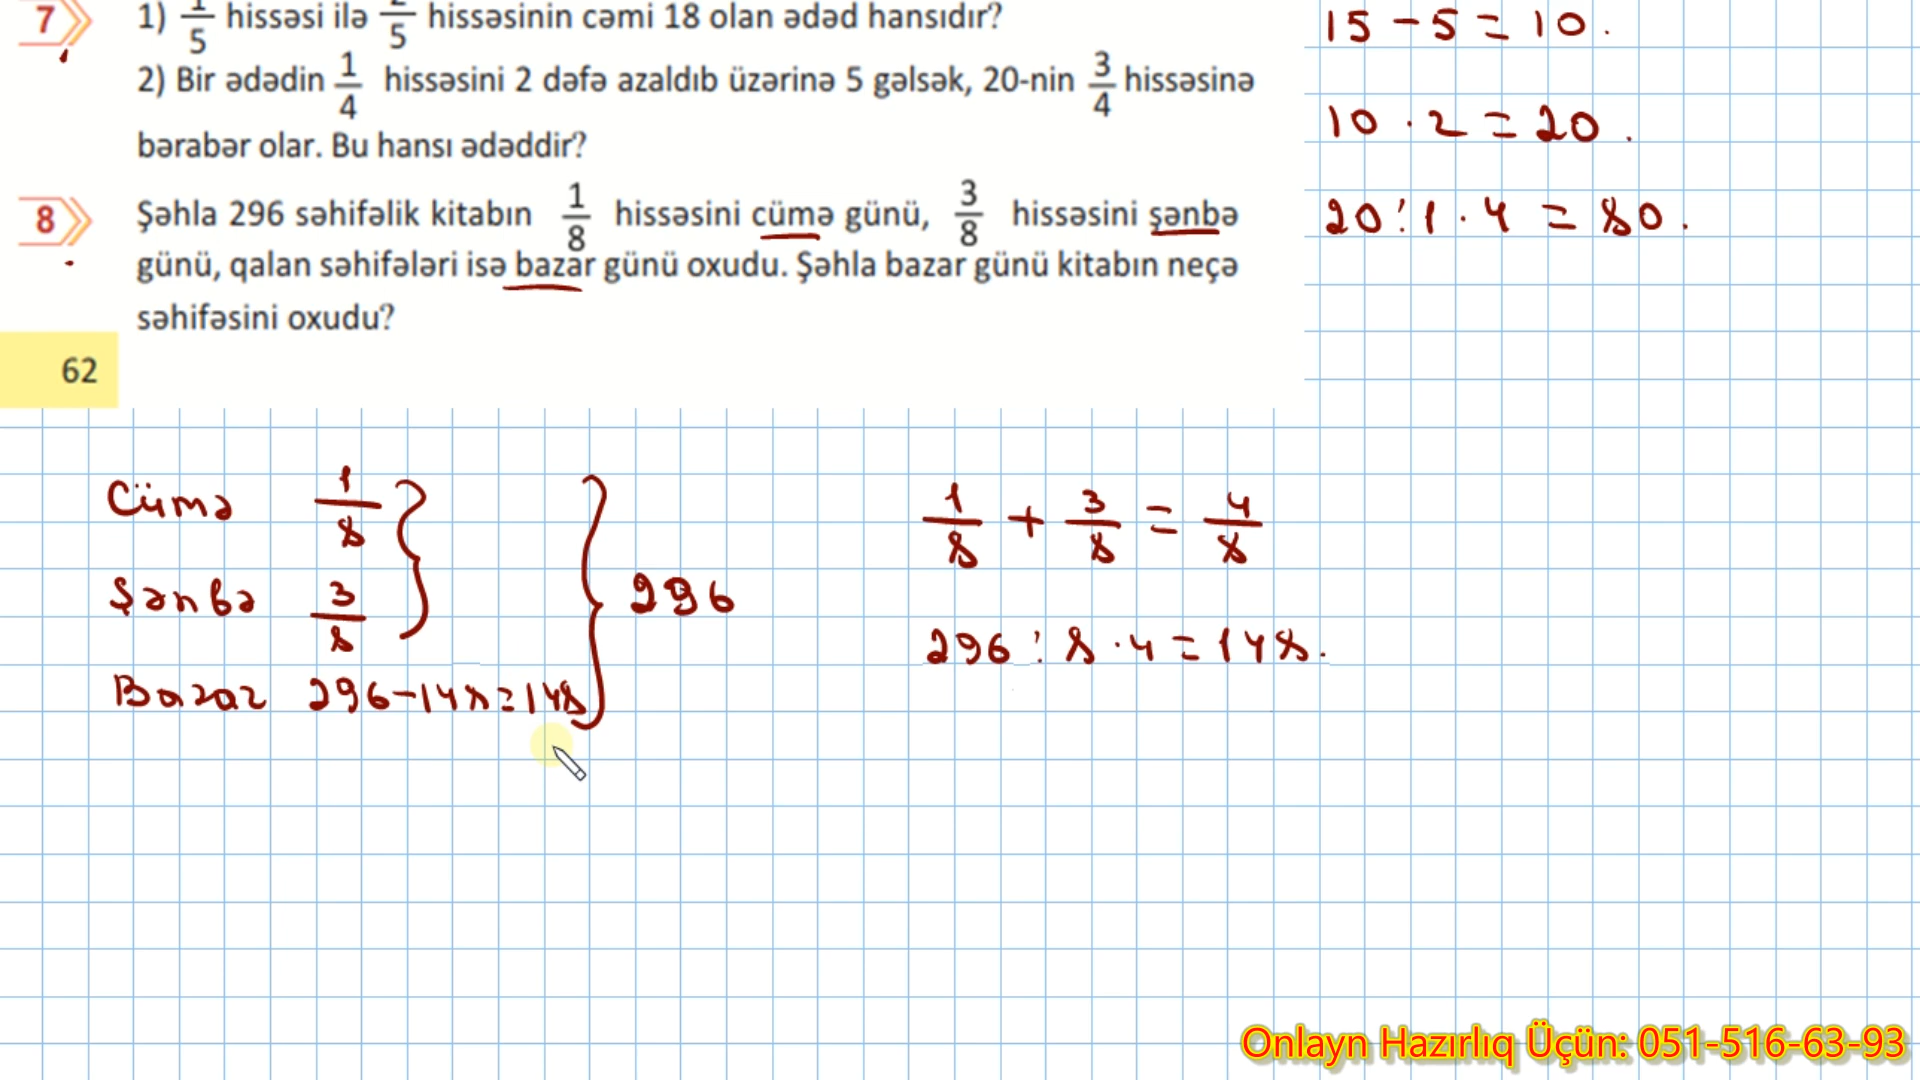 7
1) 1/5 hissəsi ilə 2/5 hissəsinin cəmi 18 olan ədəd hansıdır?
2) Bir ədədin 1/4 hissəsini 2 dəfə azaldıb üzərinə 5 gəlsək, 20-nin 3/4 hissəsinə
bərabər olar. Bu hansı ədəddir?
8
Şəhla 296 səhifəlik kitabın 1/8 hissəsini cümə günü, 3/8 hissəsini şənbə
günü, qalan səhifələri isə bazar günü oxudu. Şəhla bazar günü kitabın neçə
səhifəsini oxudu?
62
15 - 5 = 10.
10 · 2 = 20.
20 : 1 · 4 = 80.
Cümə 1/8
Şənbə 3/8
Bazar 296-148=148
296
1/8 + 3/8 = 4/8
296 : 8 · 4 = 148.
Onlayn Hazırlıq Üçün: 051-516-63-93